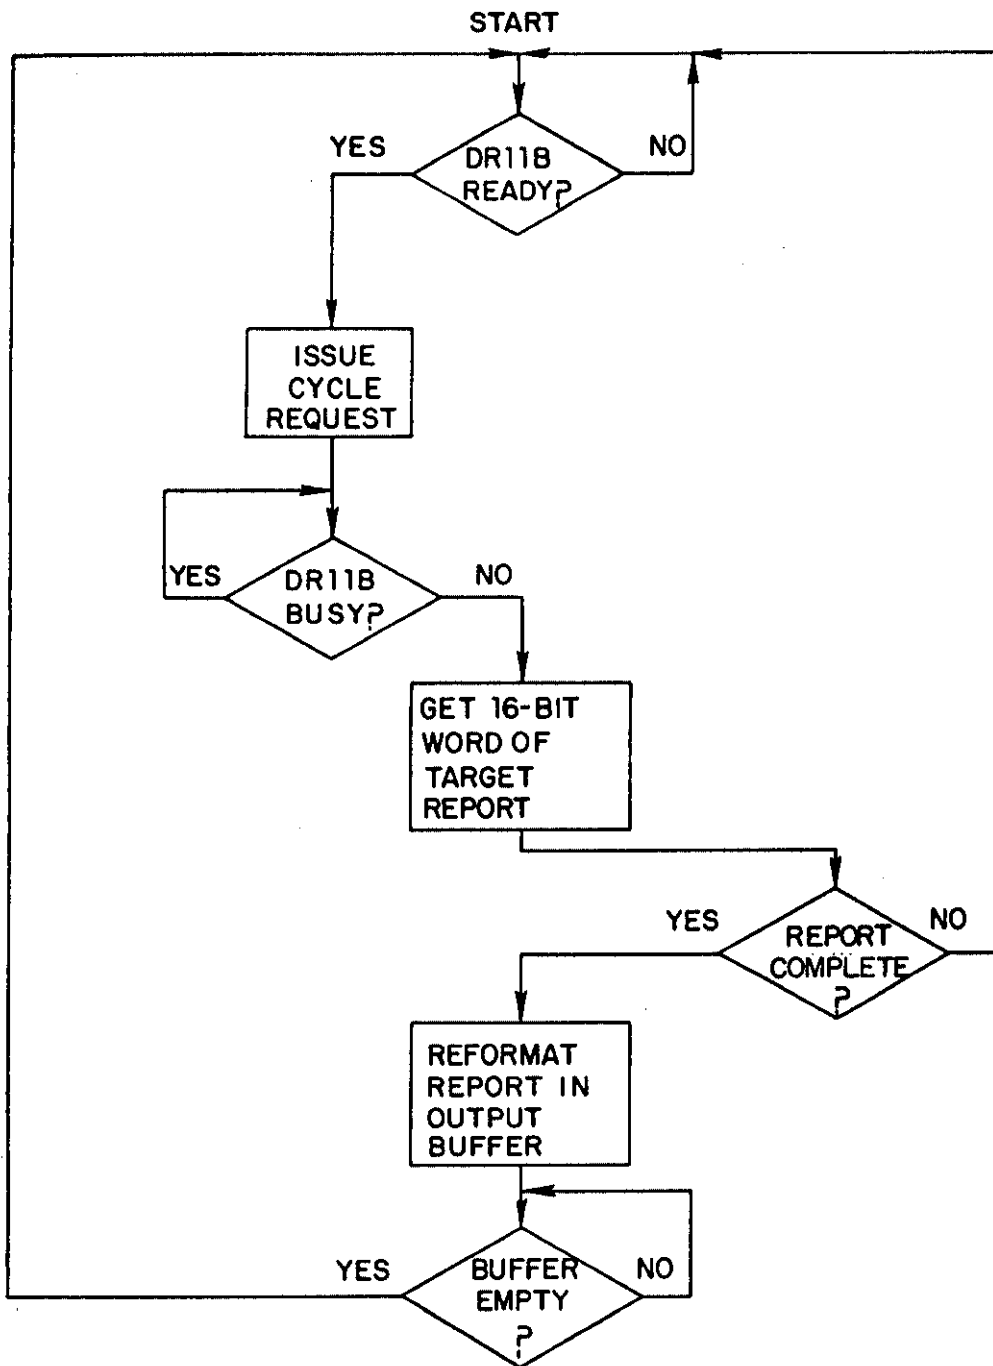 START
YES
DR11B
READY?
NO
ISSUE
CYCLE
REQUEST
YES
DR11B
BUSY?
NO
GET 16-BIT
WORD OF
TARGET
REPORT
YES
REPORT
COMPLETE
?
NO
REFORMAT
REPORT IN
OUTPUT
BUFFER
YES
BUFFER
EMPTY
?
NO